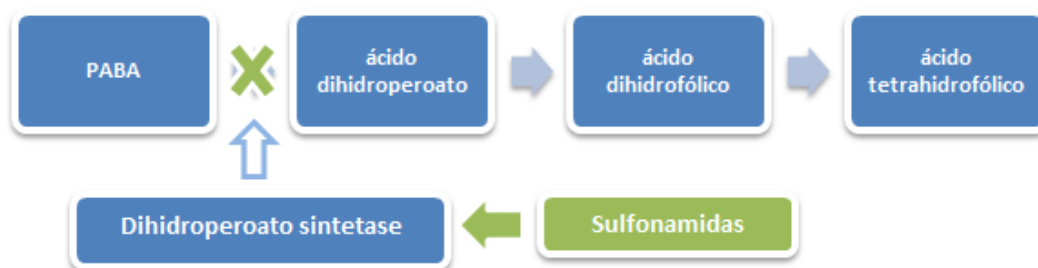 PABA
ácido
dihidroperoato
ácido
dihidrofólico
ácido
tetrahidrofólico
Dihidroperoato sintetase
Sulfonamidas